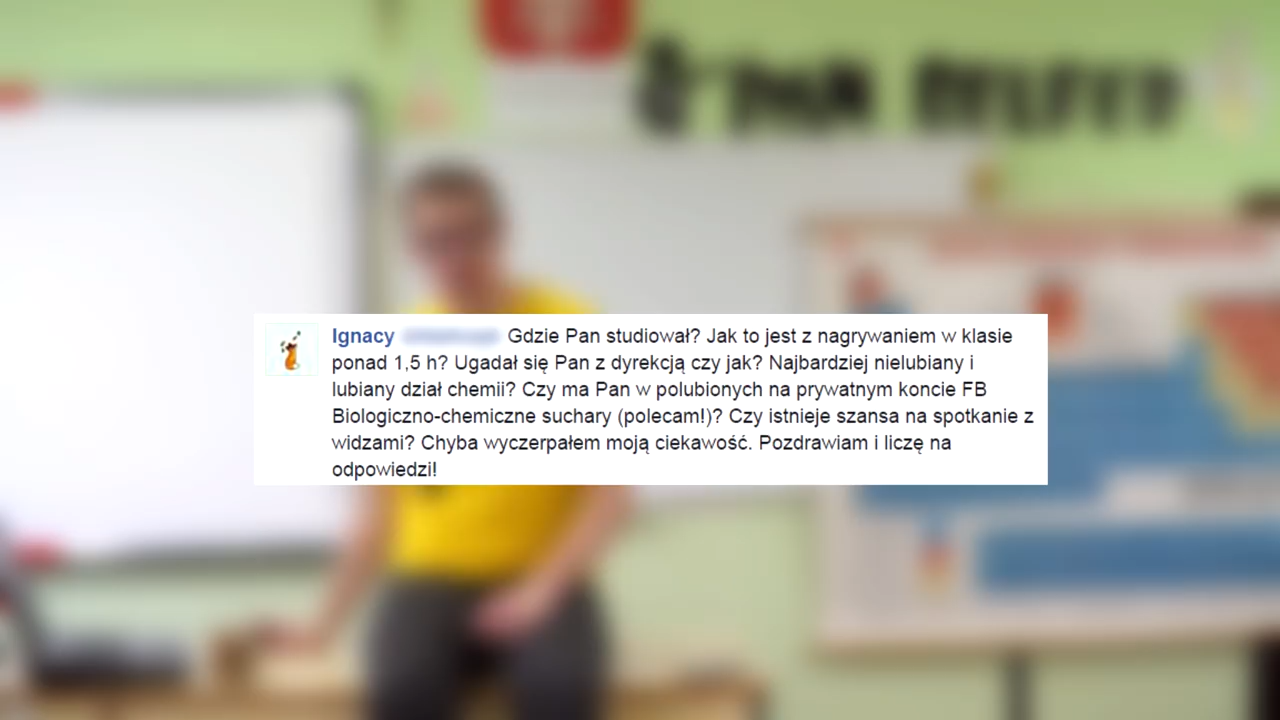 Ignacy Gdzie Pan studiował? Jak to jest z nagrywaniem w klasie
ponad 1,5 h? Ugadał się Pan z dyrekcją czy jak? Najbardziej nielubiany i
lubiany dział chemii? Czy ma Pan w polubionych na prywatnym koncie FB
Biologiczno-chemiczne suchary (polecam!)? Czy istnieje szansa na spotkanie z
widzami? Chyba wyczerpałem moją ciekawość. Pozdrawiam i liczę na
odpowiedzi!